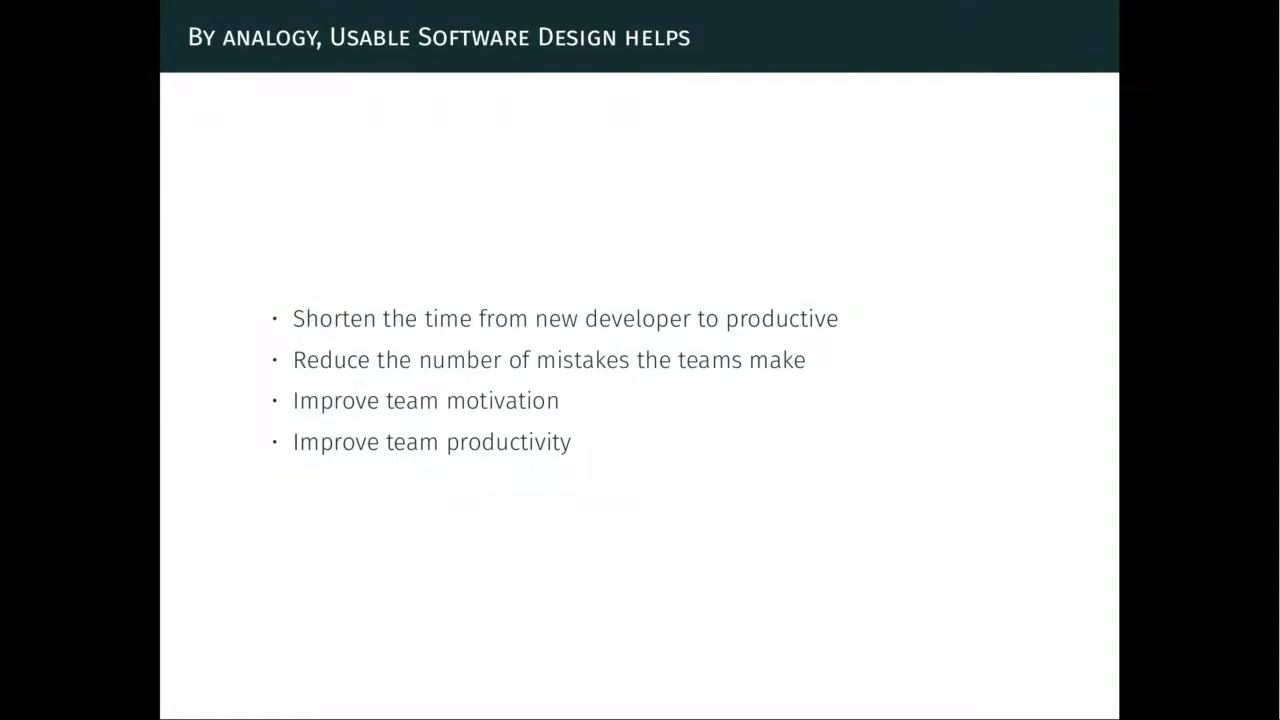 By analogy, Usable Software Design helps
· Shorten the time from new developer to productive
· Reduce the number of mistakes the teams make
· Improve team motivation
· Improve team productivity